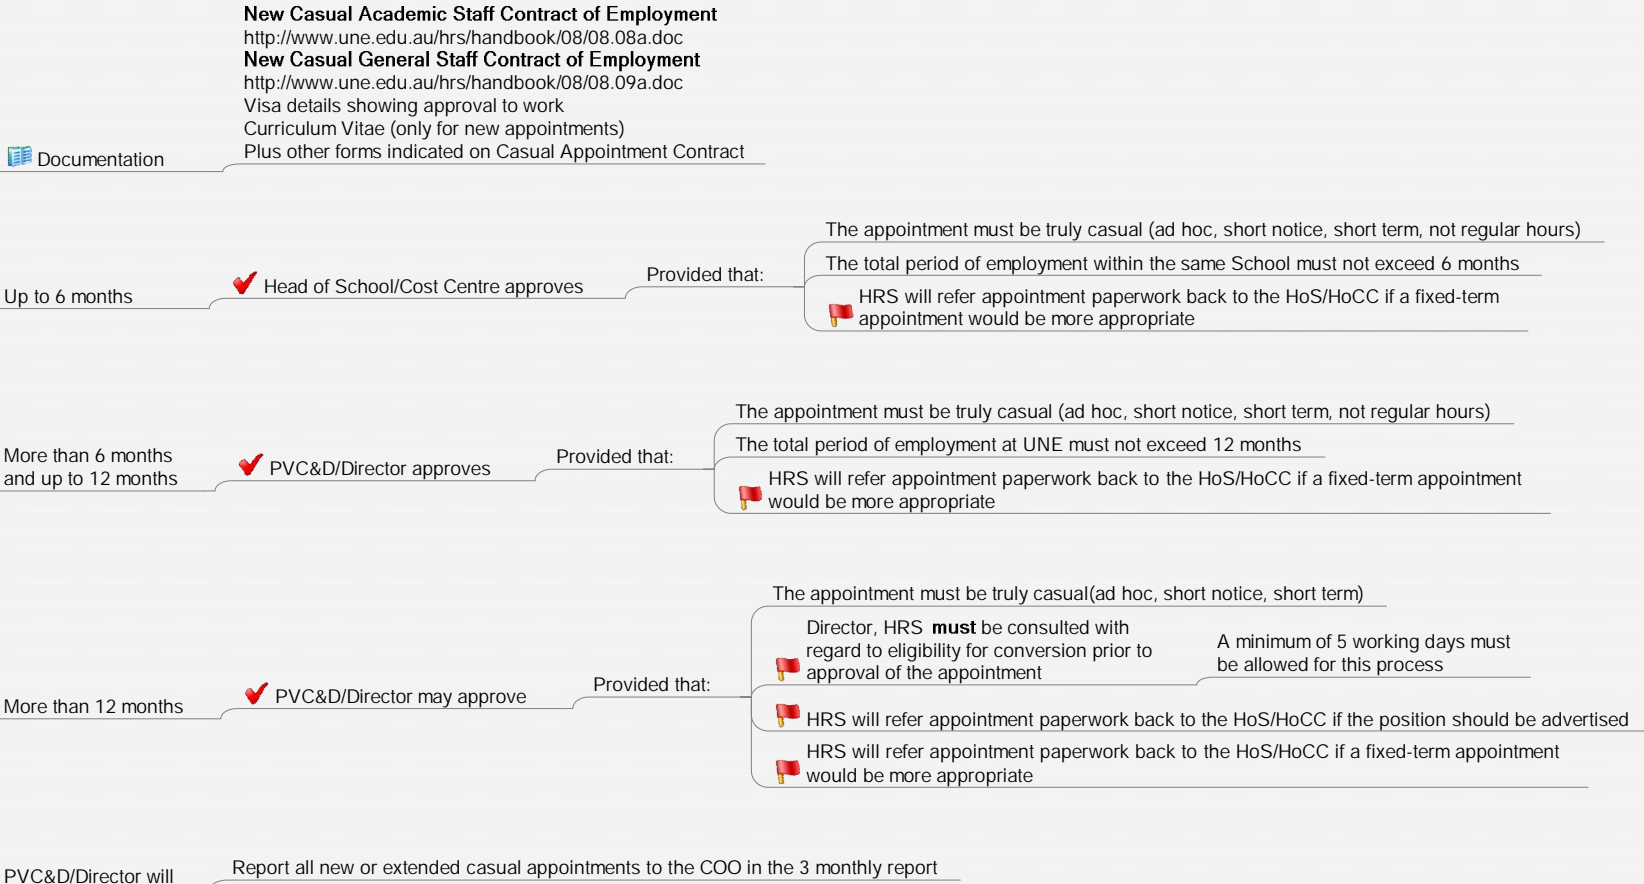 New Casual Academic Staff Contract of Employment
http://www.une.edu.au/hrs/handbook/08/08.08a.doc
New Casual General Staff Contract of Employment
http://www.une.edu.au/hrs/handbook/08/08.09a.doc
Visa details showing approval to work
Curriculum Vitae (only for new appointments)
Plus other forms indicated on Casual Appointment Contract
Documentation
Up to 6 months
Head of School/Cost Centre approves
Provided that:
The appointment must be truly casual (ad hoc, short notice, short term, not regular hours)
The total period of employment within the same School must not exceed 6 months
HRS will refer appointment paperwork back to the HoS/HoCC if a fixed-term
appointment would be more appropriate
More than 6 months
and up to 12 months
PVC&D/Director approves
Provided that:
The appointment must be truly casual (ad hoc, short notice, short term, not regular hours)
The total period of employment at UNE must not exceed 12 months
HRS will refer appointment paperwork back to the HoS/HoCC if a fixed-term appointment
would be more appropriate
More than 12 months
PVC&D/Director may approve
Provided that:
The appointment must be truly casual(ad hoc, short notice, short term)
Director, HRS must be consulted with
regard to eligibility for conversion prior to
approval of the appointment
A minimum of 5 working days must
be allowed for this process
HRS will refer appointment paperwork back to the HoS/HoCC if the position should be advertised
HRS will refer appointment paperwork back to the HoS/HoCC if a fixed-term appointment
would be more appropriate
PVC&D/Director will
Report all new or extended casual appointments to the COO in the 3 monthly report